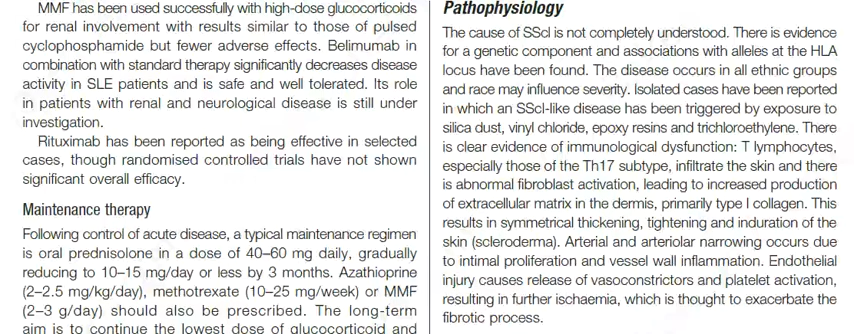 MMF has been used successfully with high-dose glucocorticoids
for renal involvement with results similar to those of pulsed
cyclophosphamide but fewer adverse effects. Belimumab in
combination with standard therapy significantly decreases disease
activity in SLE patients and is safe and well tolerated. Its role
in patients with renal and neurological disease is still under
investigation.
Rituximab has been reported as being effective in selected
cases, though randomised controlled trials have not shown
significant overall efficacy.
Maintenance therapy
Following control of acute disease, a typical maintenance regimen
is oral prednisolone in a dose of 40–60 mg daily, gradually
reducing to 10–15 mg/day or less by 3 months. Azathioprine
(2–2.5 mg/kg/day), methotrexate (10–25 mg/week) or MMF
(2–3 g/day) should also be prescribed. The long-term
aim is to continue the lowest dose of glucocorticoid and
Pathophysiology
The cause of SScl is not completely understood. There is evidence
for a genetic component and associations with alleles at the HLA
locus have been found. The disease occurs in all ethnic groups
and race may influence severity. Isolated cases have been reported
in which an SScl-like disease has been triggered by exposure to
silica dust, vinyl chloride, epoxy resins and trichloroethylene. There
is clear evidence of immunological dysfunction: T lymphocytes,
especially those of the Th17 subtype, infiltrate the skin and there
is abnormal fibroblast activation, leading to increased production
of extracellular matrix in the dermis, primarily type I collagen. This
results in symmetrical thickening, tightening and induration of the
skin (scleroderma). Arterial and arteriolar narrowing occurs due
to intimal proliferation and vessel wall inflammation. Endothelial
injury causes release of vasoconstrictors and platelet activation,
resulting in further ischaemia, which is thought to exacerbate the
fibrotic process.